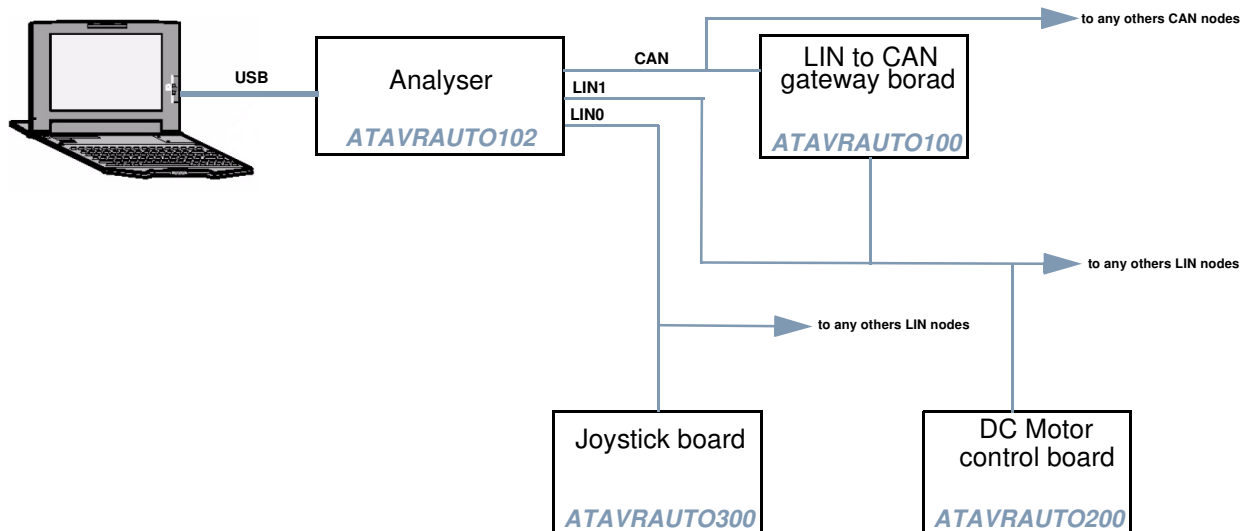 to any others CAN nodes
USB
Analyser
ATAVRAUTO102
CAN
LIN1
LIN0
LIN to CAN
gateway borad
ATAVRAUTO100
to any others LIN nodes
to any others LIN nodes
Joystick board
ATAVRAUTO300
DC Motor
control board
ATAVRAUTO200